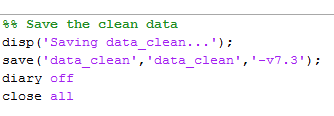 %% Save the clean data
disp('Saving data_clean...');
save('data_clean','data_clean','-v7.3');
diary off
close all